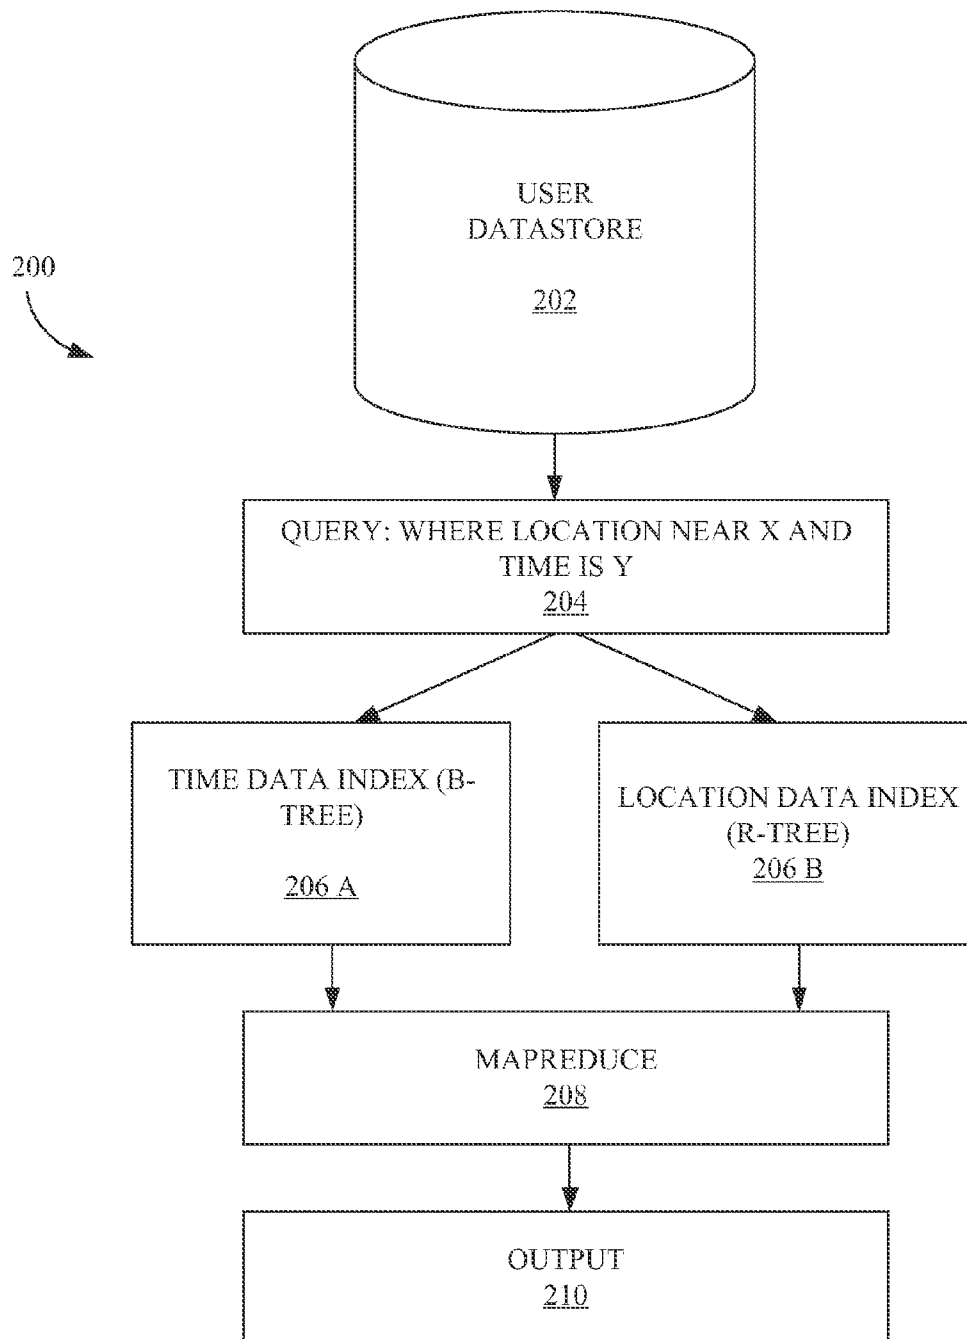 USER
DATASTORE
202
200
QUERY: WHERE LOCATION NEAR X AND
TIME IS Y
204
TIME DATA INDEX (B-
TREE)
206 A
LOCATION DATA INDEX
(R-TREE)
206 B
MAPREDUCE
208
OUTPUT
210